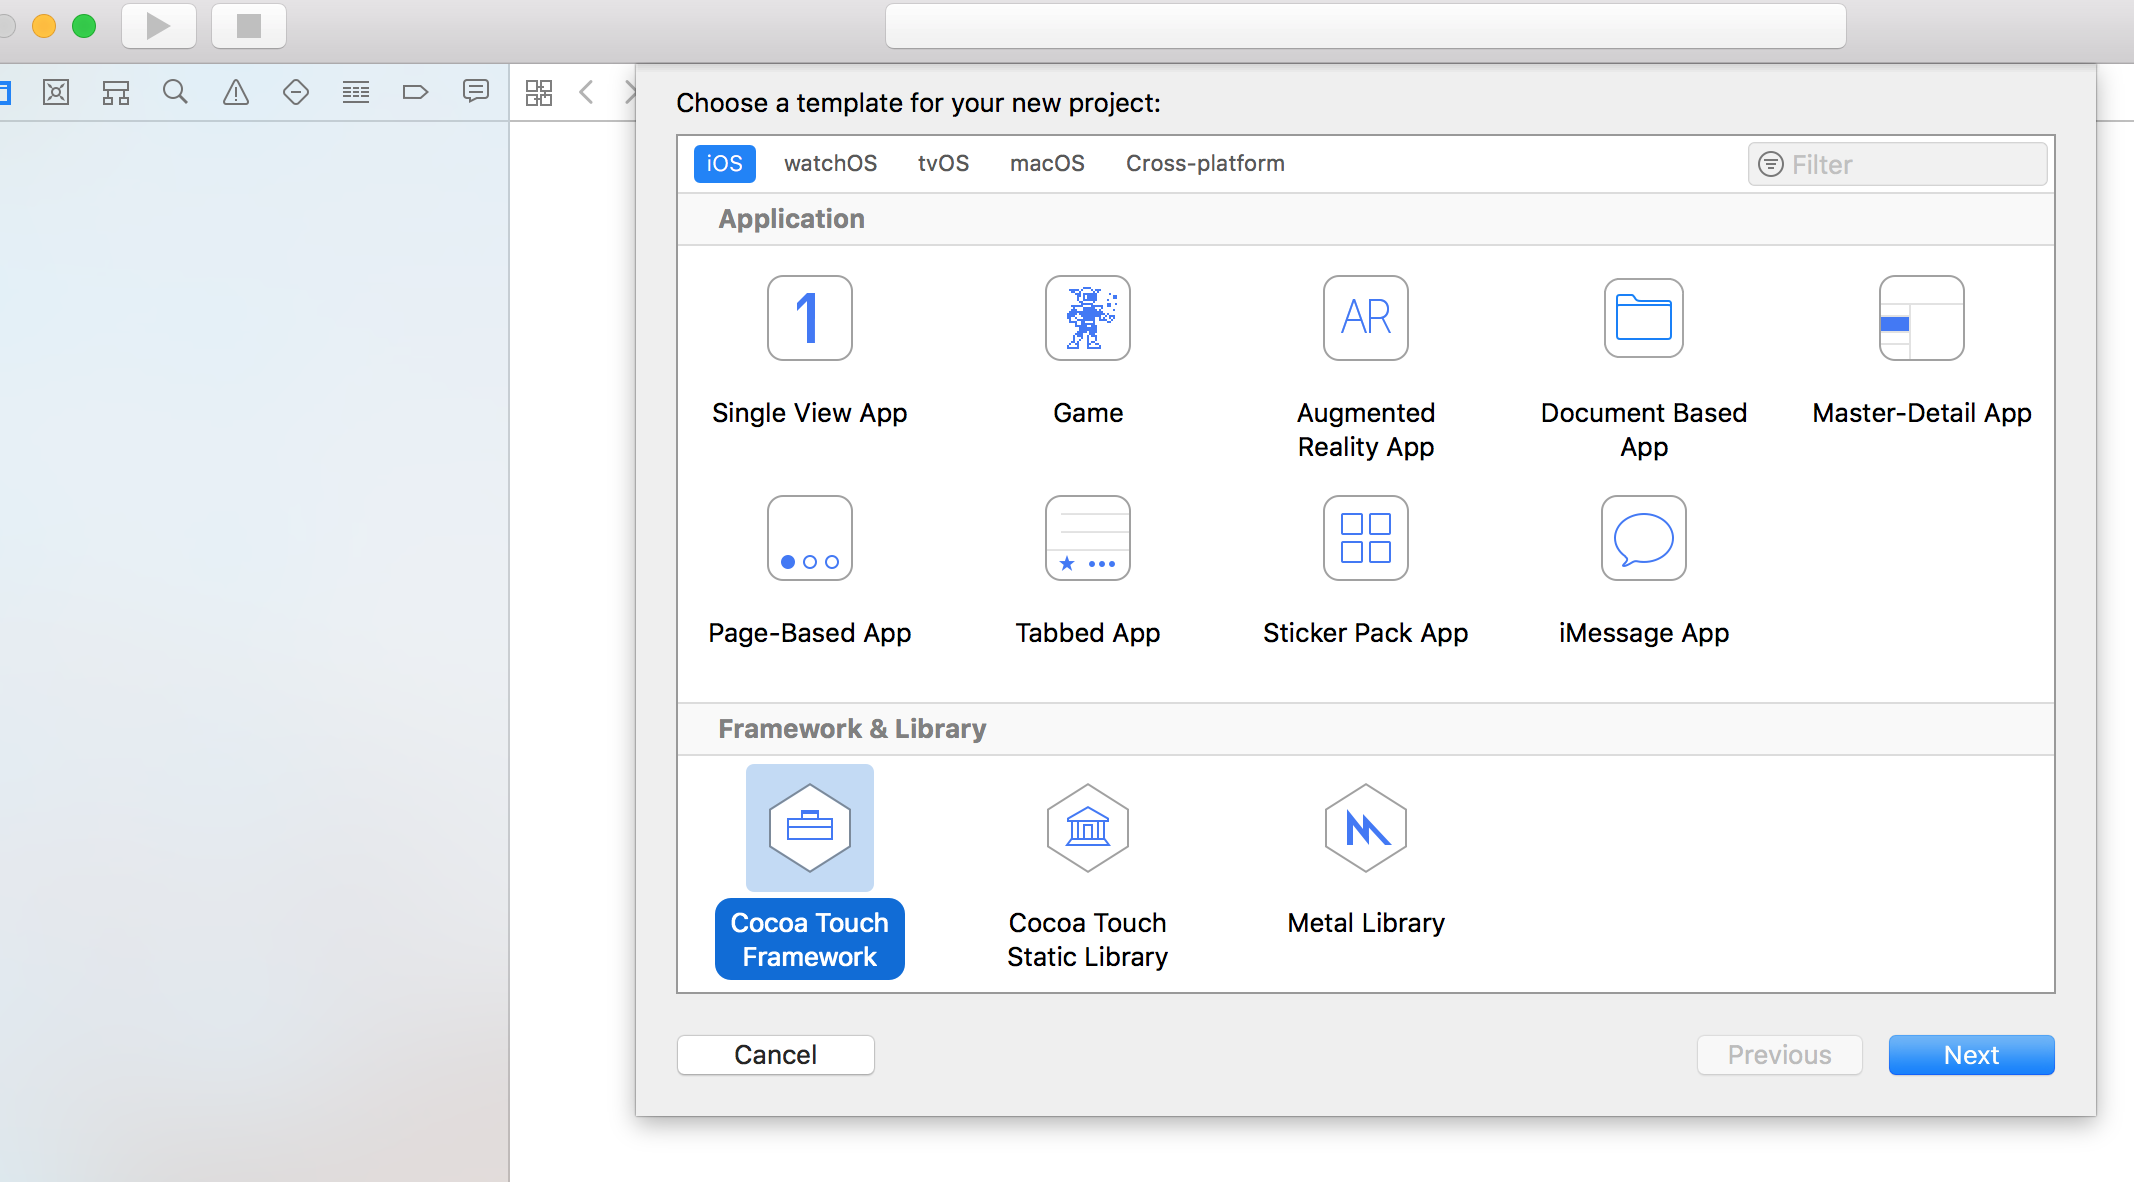 Choose a template for your new project:
iOS watchOS tvOS macOS Cross-platform Filter
Application
1
AR
Single View App
Game
Augmented
Reality App
Document Based
App
Master-Detail App
Page-Based App
Tabbed App
Sticker Pack App
iMessage App
Framework & Library
Cocoa Touch
Framework
Cocoa Touch
Static Library
Metal Library
Cancel
Previous
Next